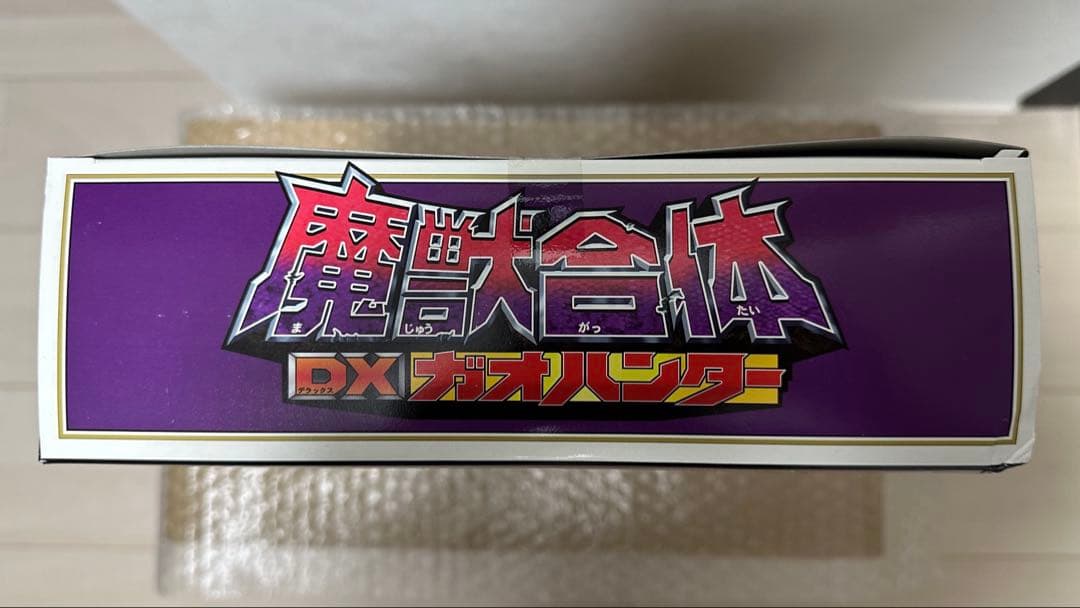 魔獣合体
ま じゅう がっ たい
DX ガオハンター
デラックス